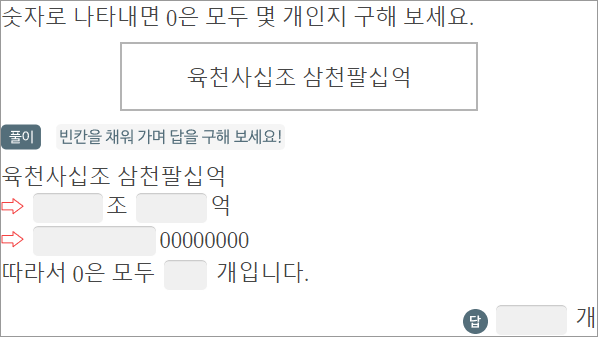 숫자로 나타내면 0은 모두 몇 개인지 구해 보세요.
육천사십조 삼천팔십억
풀이 빈칸을 채워 가며 답을 구해 보세요!
육천사십조 삼천팔십억
⇨ 조 억
⇨ 00000000
따라서 0은 모두 개입니다.
답 개